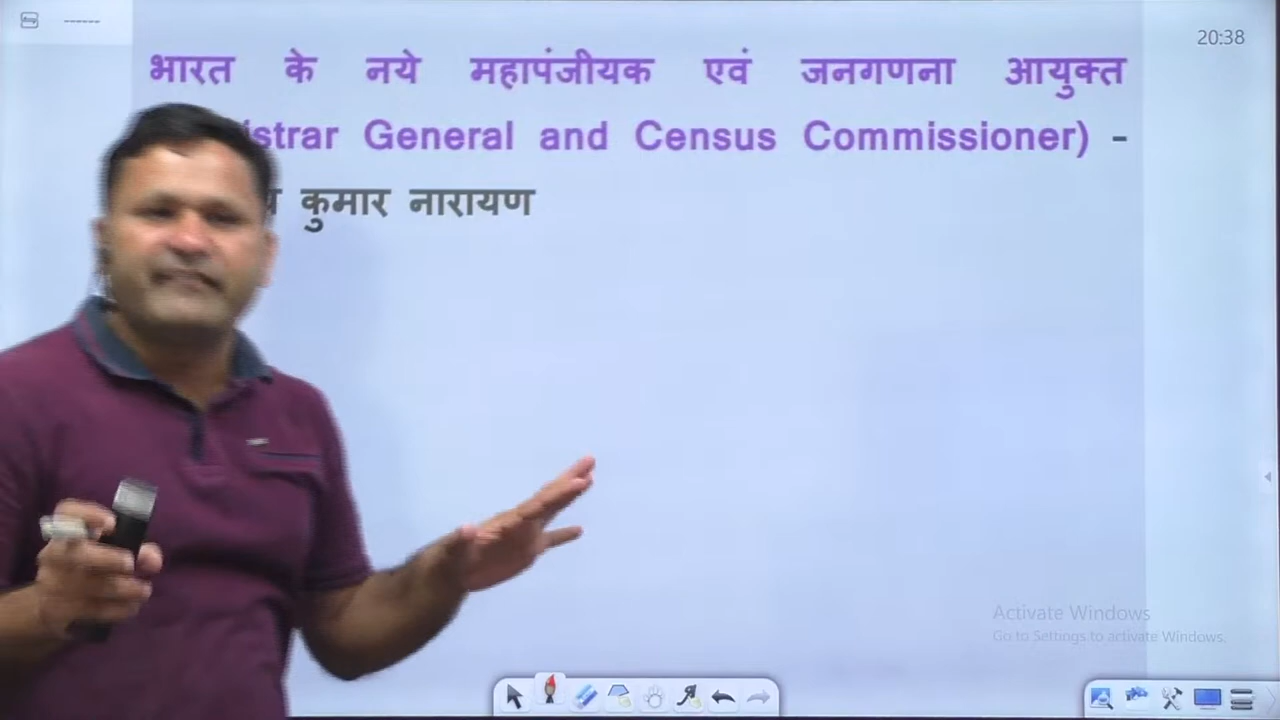 20:38
भारत के नये महापंजीयक एवं जनगणना आयुक्त
istrar General and Census Commissioner) -
कुमार नारायण
Activate Windows
Go to Settings to activate Windows.